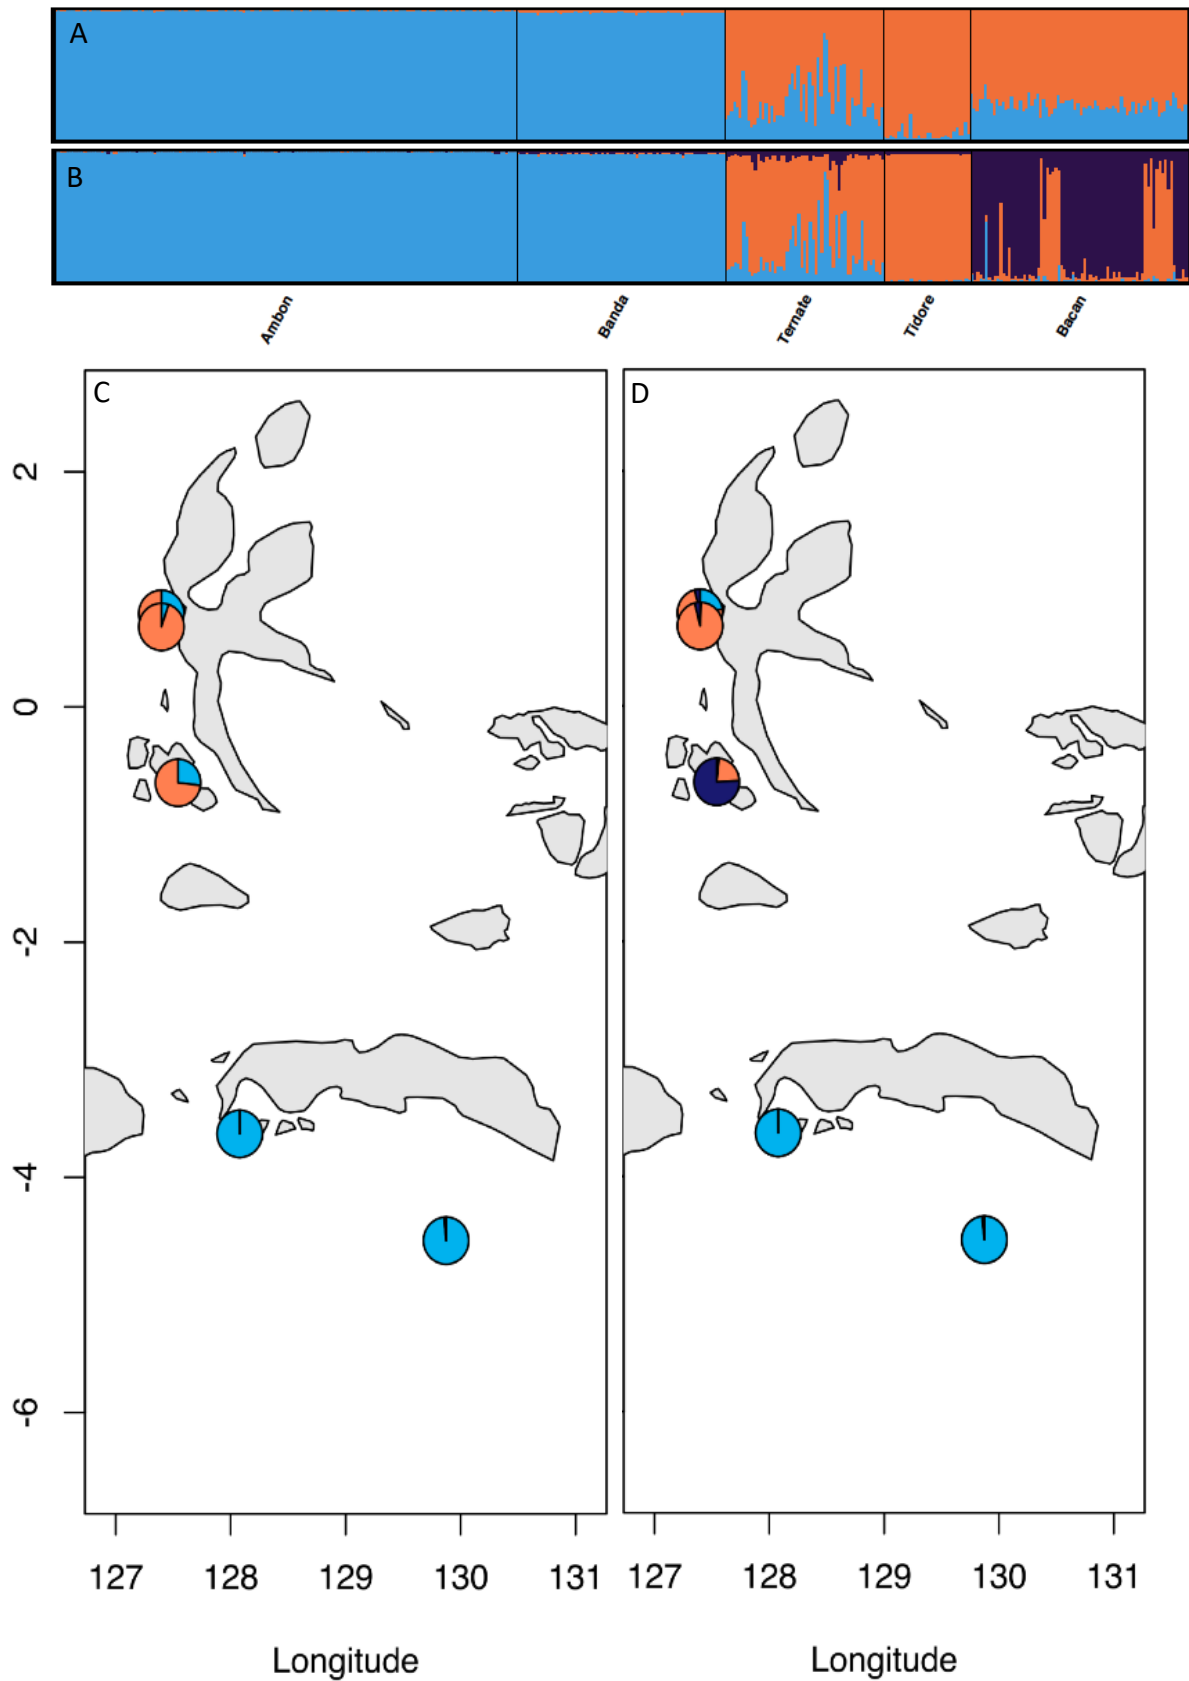 A
B
Ambon Banda Ternate Tidore Bacan
C D
2
0
-2
-4
-6
127 128 129 130 131 127 128 129 130 131
Longitude Longitude